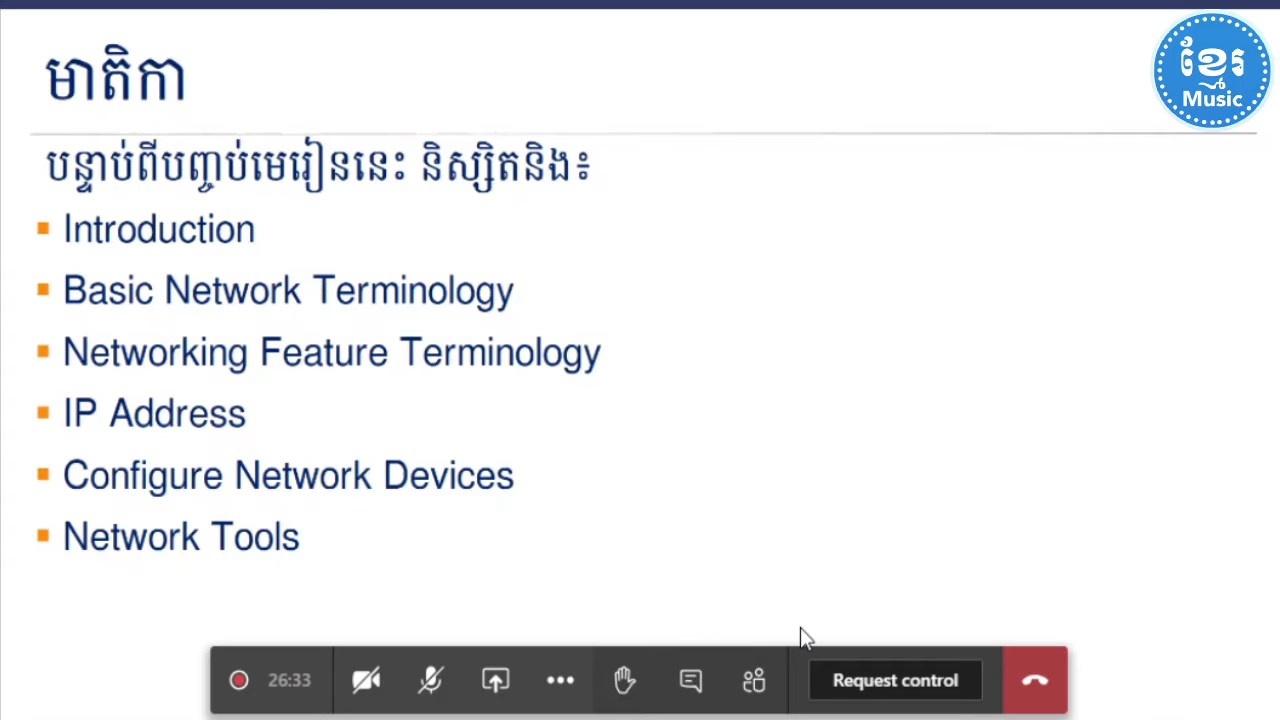 មាតិកា
ខ្មែរ
Music
បន្ទាប់ពីបញ្ចប់មេរៀននេះ និស្សិតនិង៖
Introduction
Basic Network Terminology
Networking Feature Terminology
IP Address
Configure Network Devices
Network Tools
26:33
Request control